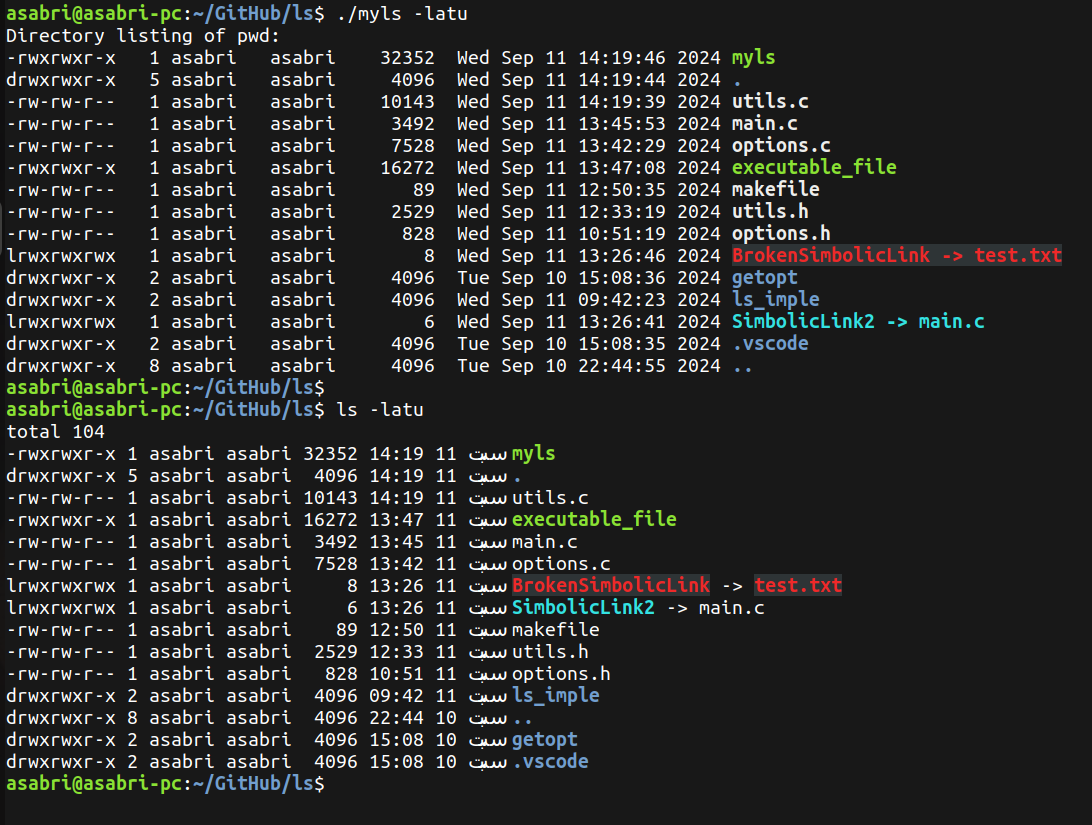 asabri@asabri-pc:~/GitHub/ls$ ./myls -latu
Directory listing of pwd:
-rwxrwxr-x   1 asabri   asabri    32352  Wed Sep 11 14:19:46 2024 myls
drwxrwxr-x   5 asabri   asabri     4096  Wed Sep 11 14:19:44 2024 .
-rw-rw-r--   1 asabri   asabri    10143  Wed Sep 11 14:19:39 2024 utils.c
-rw-rw-r--   1 asabri   asabri     3492  Wed Sep 11 13:45:53 2024 main.c
-rw-rw-r--   1 asabri   asabri     7528  Wed Sep 11 13:42:29 2024 options.c
-rwxrwxr-x   1 asabri   asabri    16272  Wed Sep 11 13:47:08 2024 executable_file
-rw-rw-r--   1 asabri   asabri       89  Wed Sep 11 12:50:35 2024 makefile
-rw-rw-r--   1 asabri   asabri     2529  Wed Sep 11 12:33:19 2024 utils.h
-rw-rw-r--   1 asabri   asabri      828  Wed Sep 11 10:51:19 2024 options.h
lrwxrwxrwx   1 asabri   asabri        8  Wed Sep 11 13:26:46 2024 BrokenSimbolicLink -> test.txt
drwxrwxr-x   2 asabri   asabri     4096  Tue Sep 10 15:08:36 2024 getopt
drwxrwxr-x   2 asabri   asabri     4096  Wed Sep 11 09:42:23 2024 ls_imple
lrwxrwxrwx   1 asabri   asabri        6  Wed Sep 11 13:26:41 2024 SimbolicLink2 -> main.c
drwxrwxr-x   2 asabri   asabri     4096  Tue Sep 10 15:08:35 2024 .vscode
drwxrwxr-x   8 asabri   asabri     4096  Tue Sep 10 22:44:55 2024 ..
asabri@asabri-pc:~/GitHub/ls$
asabri@asabri-pc:~/GitHub/ls$ ls -latu
total 104
-rwxrwxr-x 1 asabri asabri 32352 14:19 11 سبت myls
drwxrwxr-x 5 asabri asabri  4096 14:19 11 سبت .
-rw-rw-r-- 1 asabri asabri 10143 14:19 11 سبت utils.c
-rwxrwxr-x 1 asabri asabri 16272 13:47 11 سبت executable_file
-rw-rw-r-- 1 asabri asabri  3492 13:45 11 سبت main.c
-rw-rw-r-- 1 asabri asabri  7528 13:42 11 سبت options.c
lrwxrwxrwx 1 asabri asabri     8 13:26 11 سبت BrokenSimbolicLink -> test.txt
lrwxrwxrwx 1 asabri asabri     6 13:26 11 سبت SimbolicLink2 -> main.c
-rw-rw-r-- 1 asabri asabri    89 12:50 11 سبت makefile
-rw-rw-r-- 1 asabri asabri  2529 12:33 11 سبت utils.h
-rw-rw-r-- 1 asabri asabri   828 10:51 11 سبت options.h
drwxrwxr-x 2 asabri asabri  4096 09:42 11 سبت ls_imple
drwxrwxr-x 8 asabri asabri  4096 22:44 10 سبت ..
drwxrwxr-x 2 asabri asabri  4096 15:08 10 سبت getopt
drwxrwxr-x 2 asabri asabri  4096 15:08 10 سبت .vscode
asabri@asabri-pc:~/GitHub/ls$